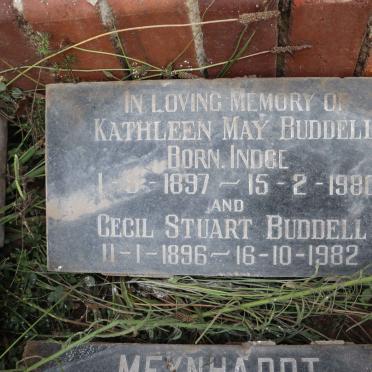 IN LOVING MEMORY OF
KATHLEEN MAY BUDDELL
BORN INDGE
1897 ~ 15-2-
AND
CECIL STUART BUDDELL
11-1-1896-16-10-1982
MEYNHARDT